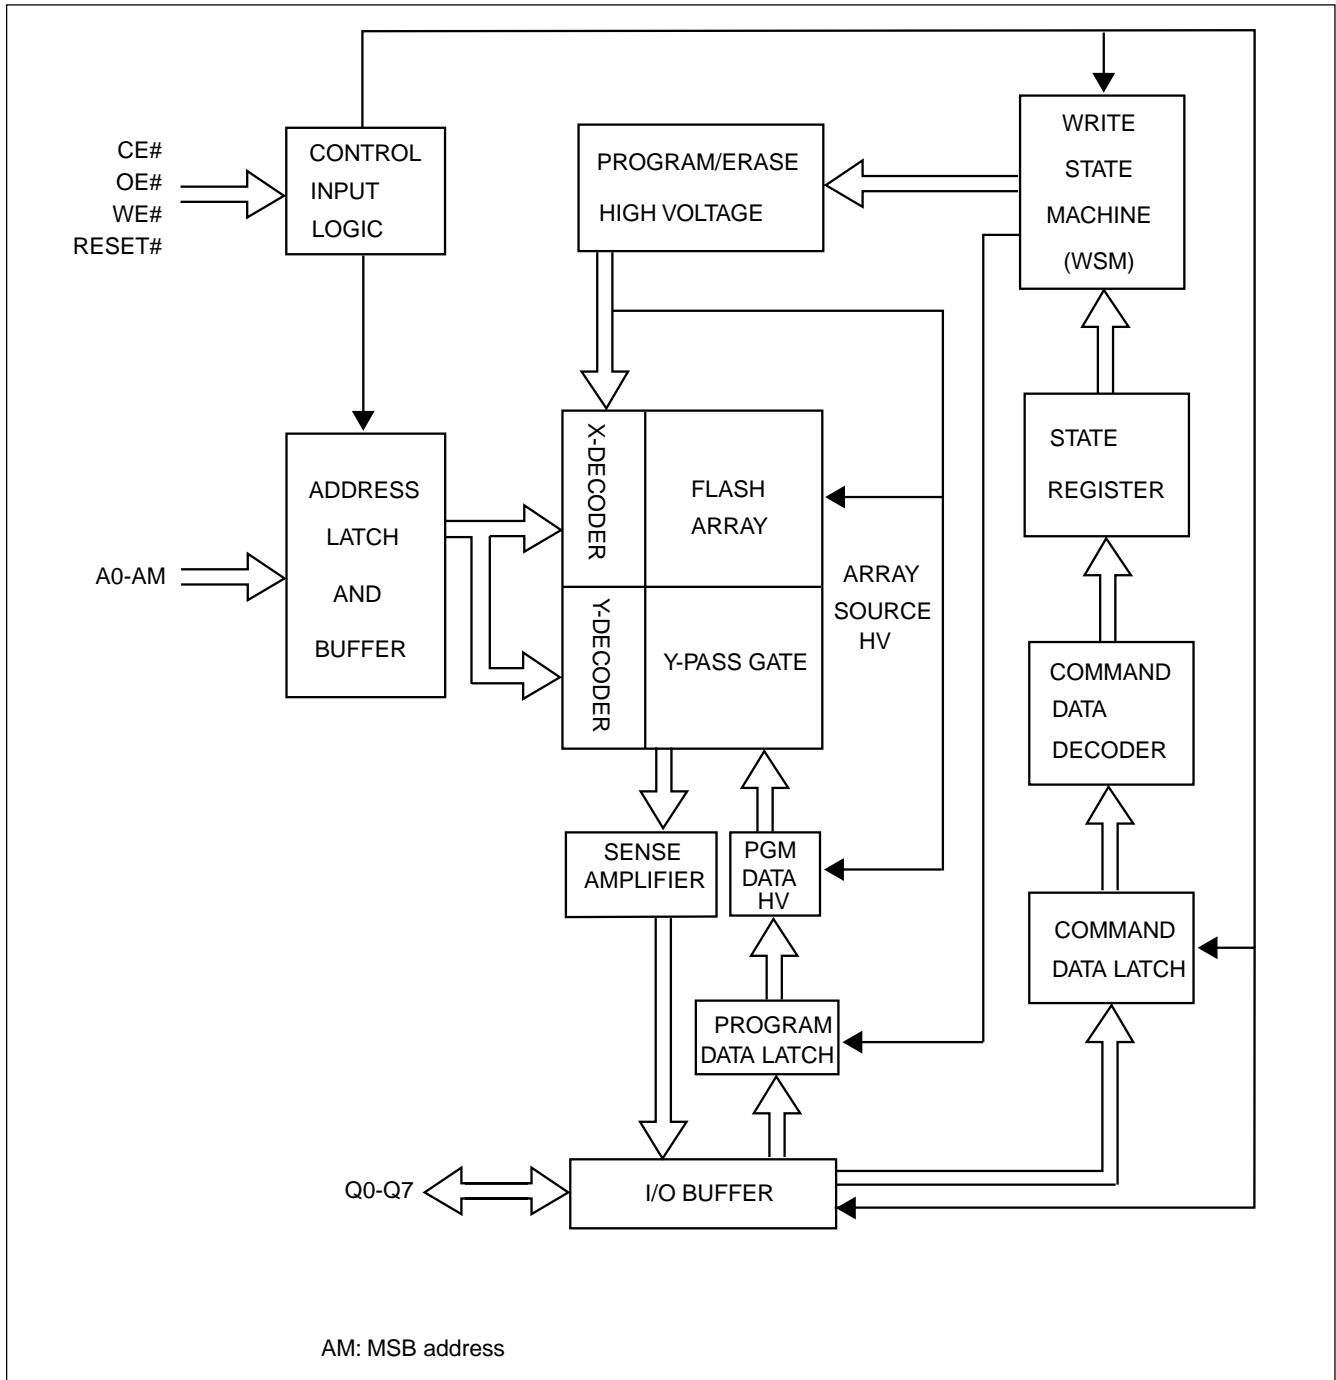 CE#
OE#
WE#
RESET#
CONTROL
INPUT
LOGIC
PROGRAM/ERASE
HIGH VOLTAGE
WRITE
STATE
MACHINE
(WSM)
STATE
REGISTER
A0-AM
ADDRESS
LATCH
AND
BUFFER
X-DECODER
FLASH
ARRAY
Y-DECODER
Y-PASS GATE
ARRAY
SOURCE
HV
COMMAND
DATA
DECODER
SENSE
AMPLIFIER
PGM
DATA
HV
COMMAND
DATA LATCH
PROGRAM
DATA LATCH
Q0-Q7
I/O BUFFER
AM: MSB address